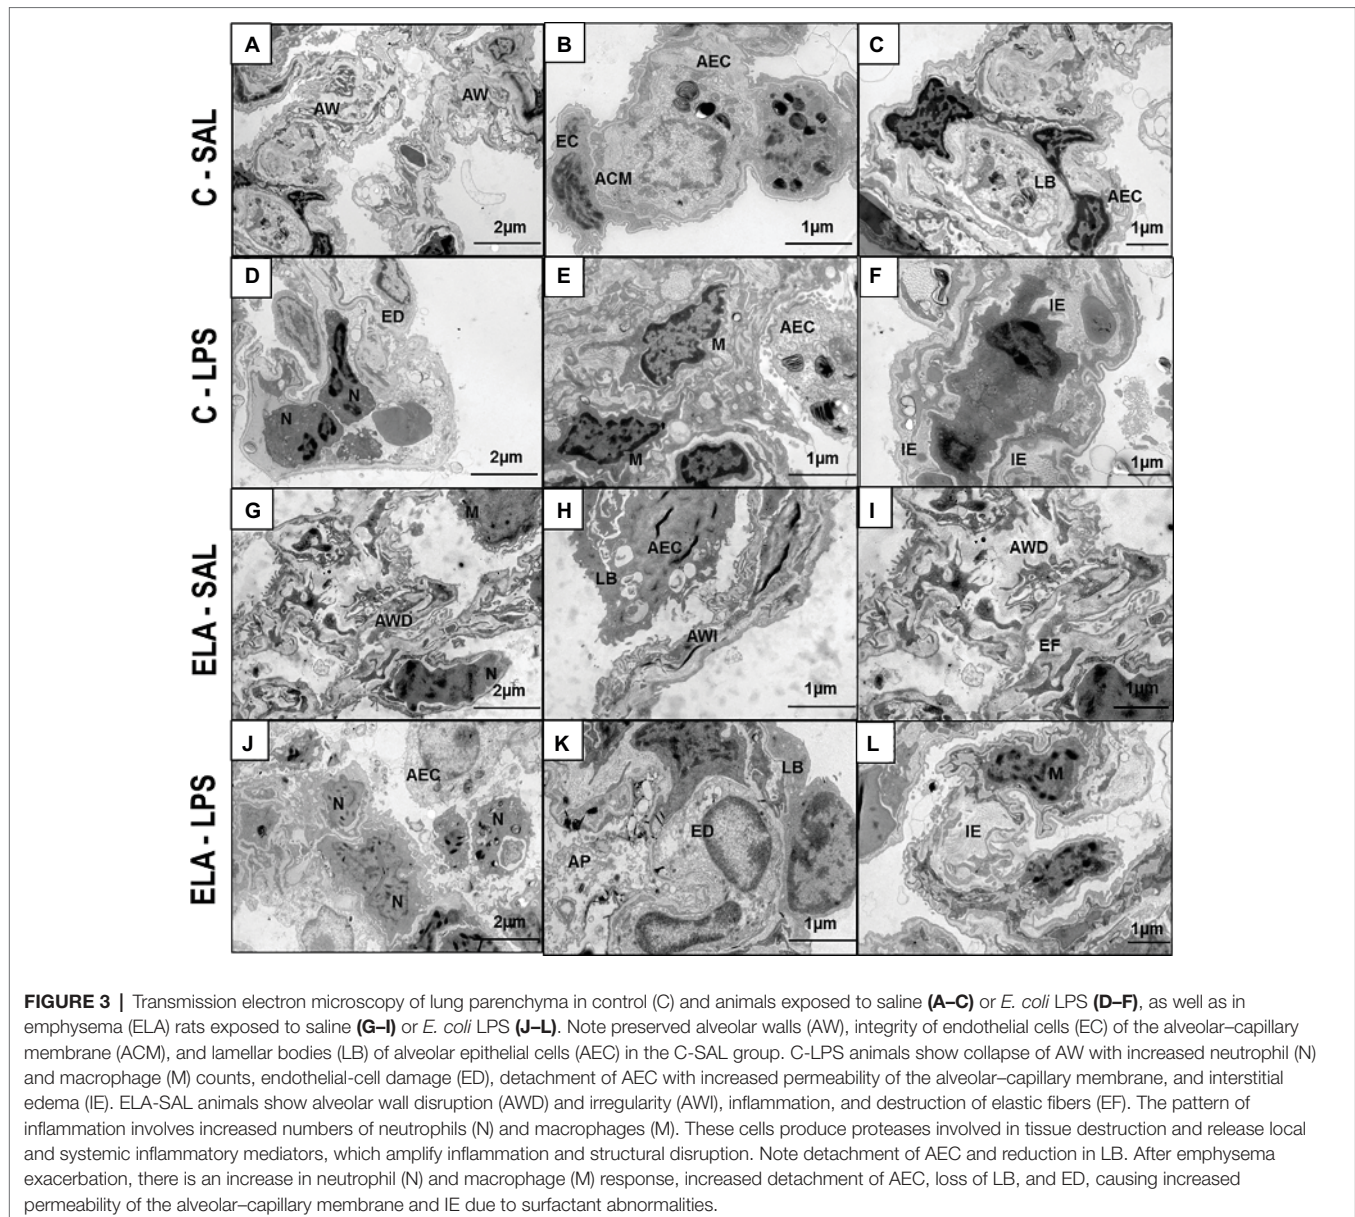 C - SAL
A
AW
AW
2µm
B
AEC
EC
ACM
1µm
C
LB
AEC
1µm
C - LPS
D
ED
N
N
2µm
E
M
AEC
M
1µm
F
IE
IE
IE
1µm
ELA - SAL
G
M
AWD
N
2µm
H
AEC
LB
AWI
1µm
I
AWD
EF
1µm
ELA - LPS
J
AEC
N
N
N
2µm
K
LB
ED
AP
1µm
L
M
IE
1µm
FIGURE 3 | Transmission electron microscopy of lung parenchyma in control (C) and animals exposed to saline (A–C) or E. coli LPS (D–F), as well as in
emphysema (ELA) rats exposed to saline (G–I) or E. coli LPS (J–L). Note preserved alveolar walls (AW), integrity of endothelial cells (EC) of the alveolar–capillary
membrane (ACM), and lamellar bodies (LB) of alveolar epithelial cells (AEC) in the C-SAL group. C-LPS animals show collapse of AW with increased neutrophil (N)
and macrophage (M) counts, endothelial-cell damage (ED), detachment of AEC with increased permeability of the alveolar–capillary membrane, and interstitial
edema (IE). ELA-SAL animals show alveolar wall disruption (AWD) and irregularity (AWI), inflammation, and destruction of elastic fibers (EF). The pattern of
inflammation involves increased numbers of neutrophils (N) and macrophages (M). These cells produce proteases involved in tissue destruction and release local
and systemic inflammatory mediators, which amplify inflammation and structural disruption. Note detachment of AEC and reduction in LB. After emphysema
exacerbation, there is an increase in neutrophil (N) and macrophage (M) response, increased detachment of AEC, loss of LB, and ED, causing increased
permeability of the alveolar–capillary membrane and IE due to surfactant abnormalities.